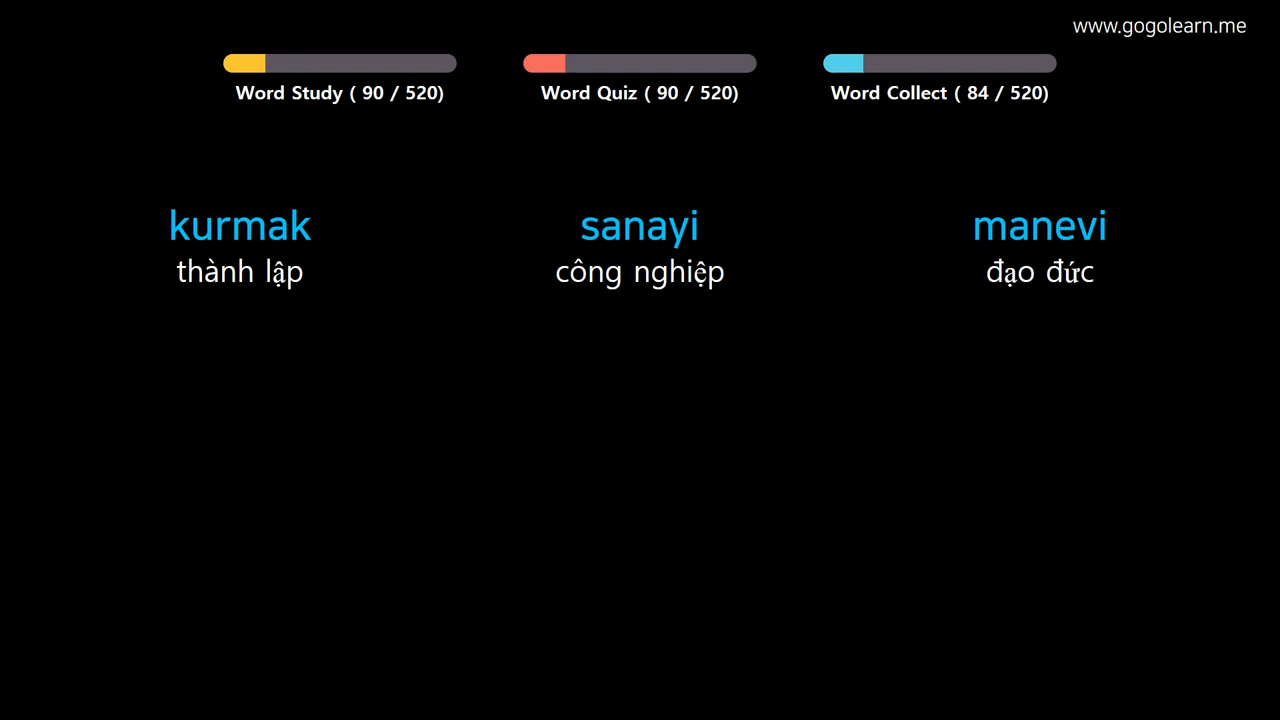 www.gogolearn.me
Word Study ( 90 / 520)
Word Quiz ( 90 / 520)
Word Collect ( 84 / 520)
kurmak
thành lập
sanayi
công nghiệp
manevi
đạo đức